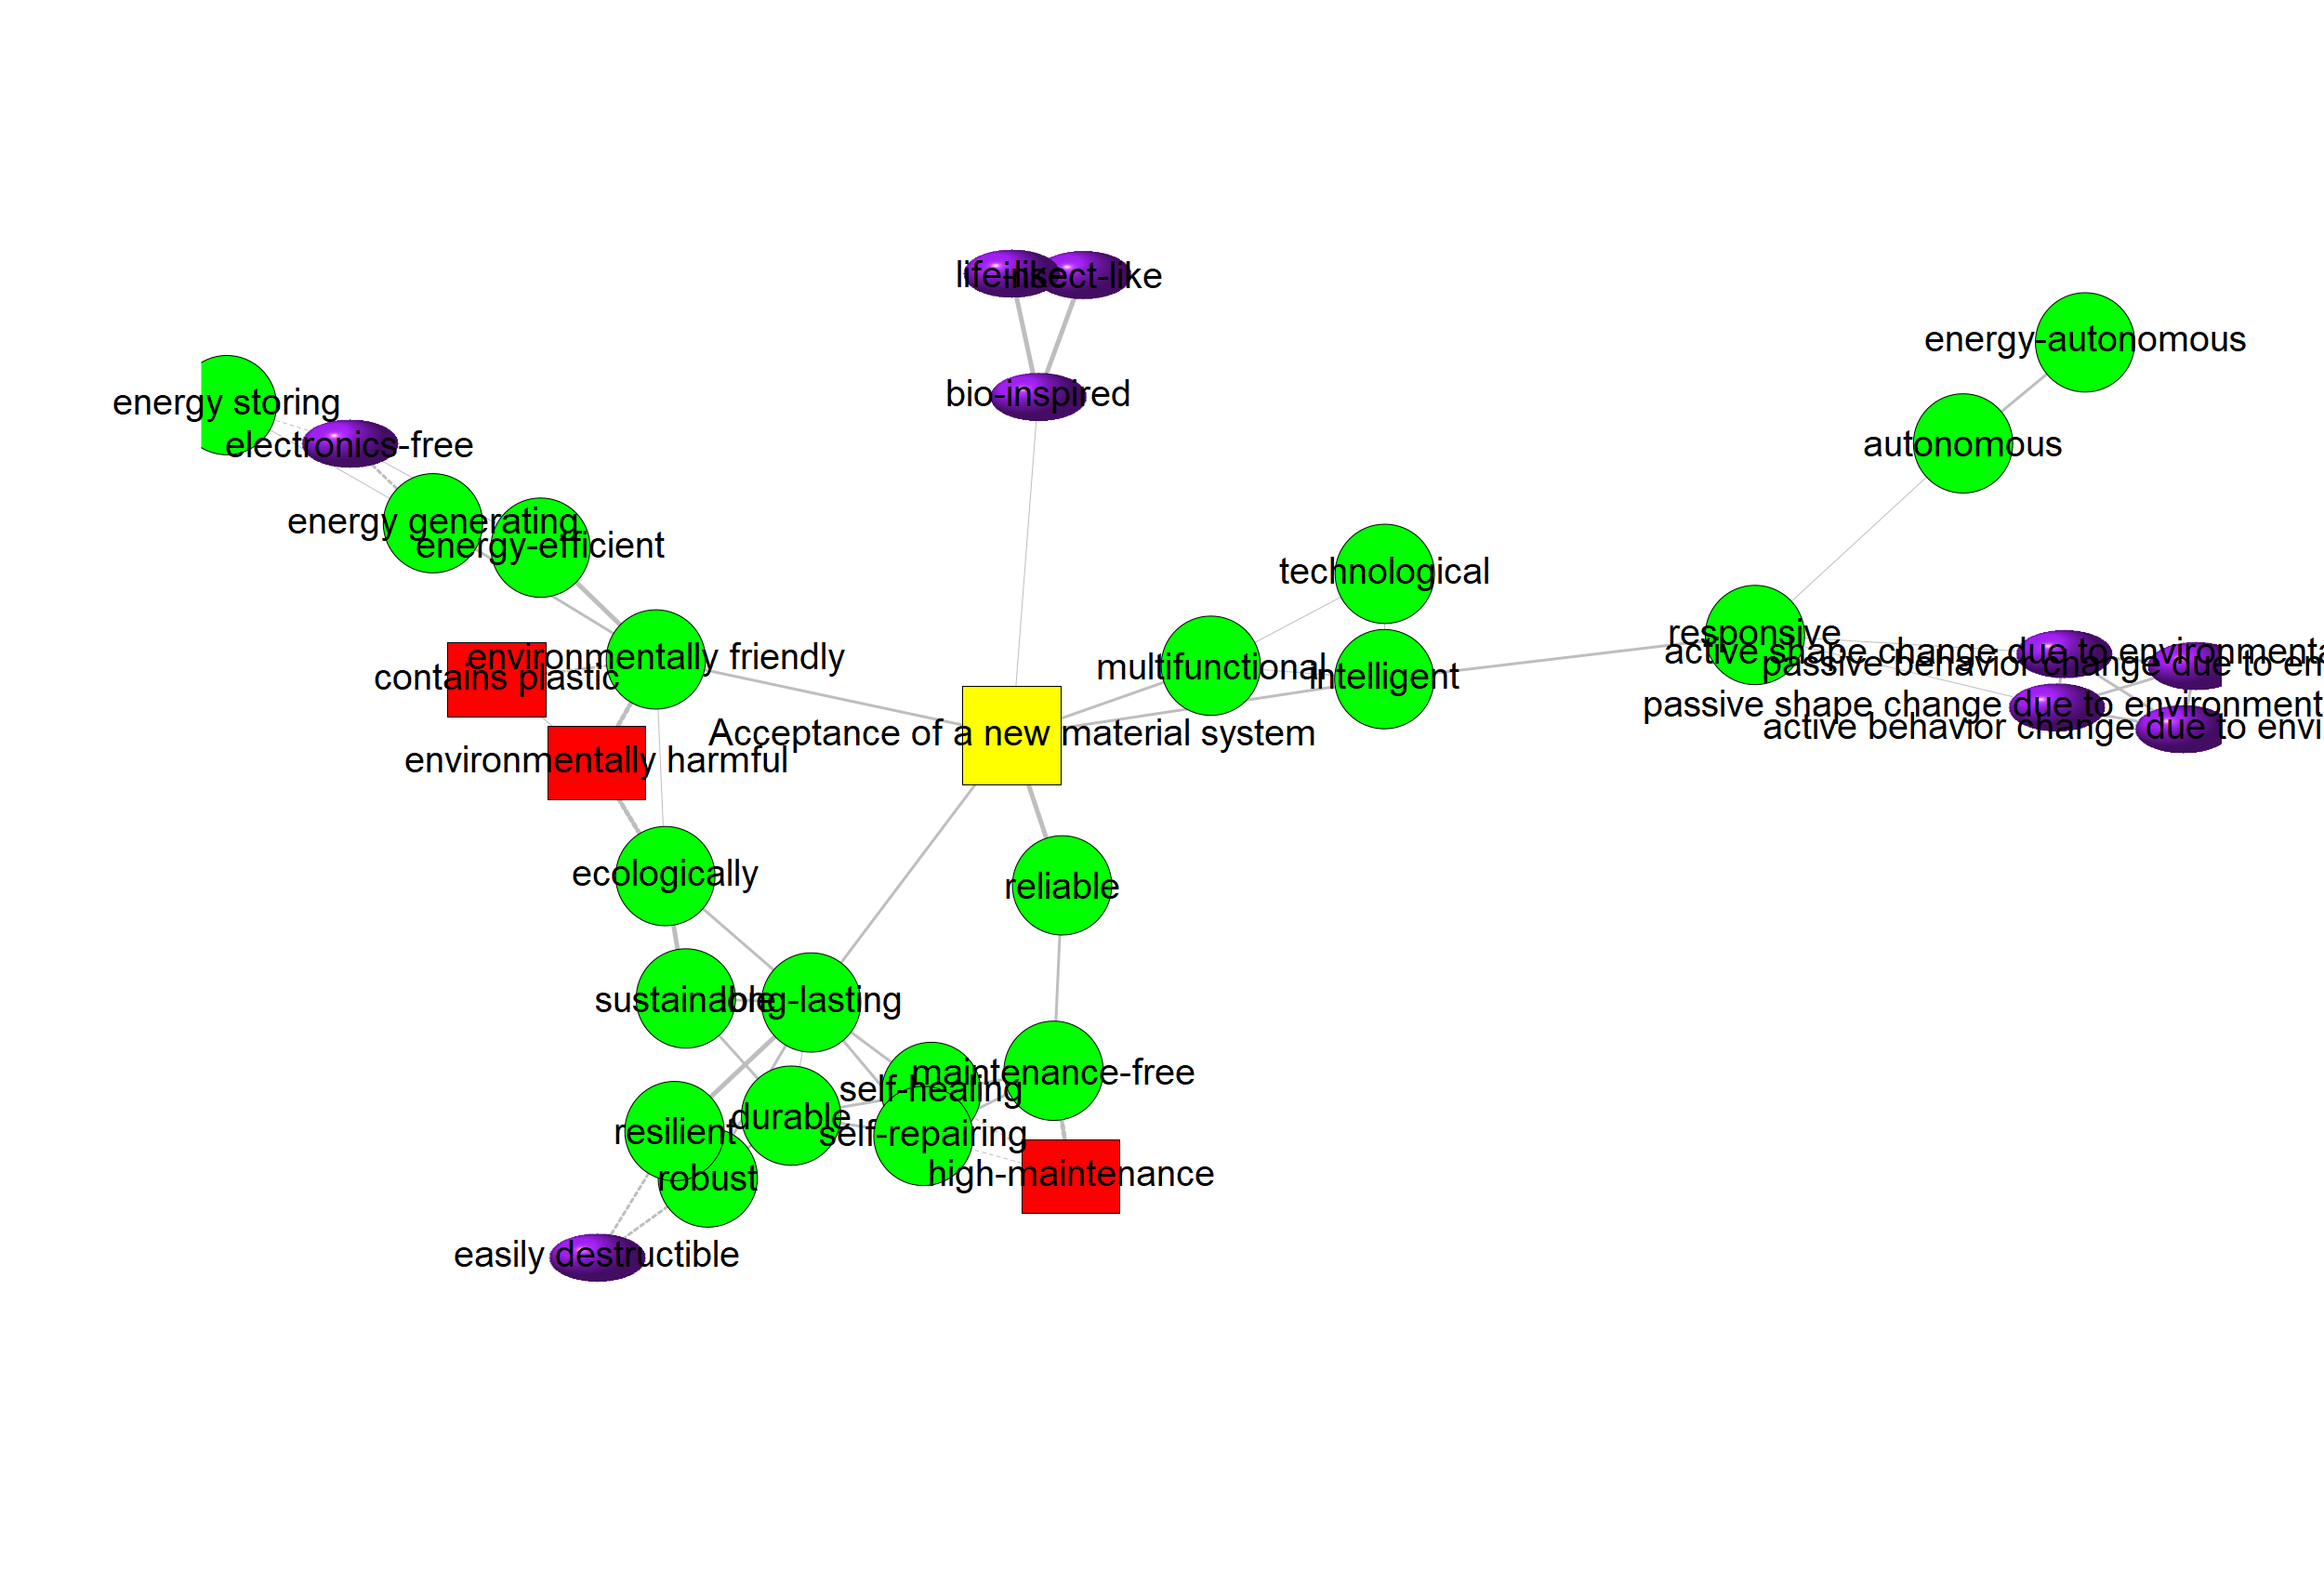 life-like
insect-like
energy-autonomous
bio-inspired
energy storing
electronics-free
autonomous
energy generating
energy-efficient
technological
responsive
environmentally friendly
active shape change due to environmenta
passive behavior change due to en
multifunctional
intelligent
contains plastic
passive shape change due to environment
active behavior change due to envi
Acceptance of a new material system
environmentally harmful
ecologically
reliable
sustainable
long-lasting
maintenance-free
self-healing
durable
resilient
self-repairing
high-maintenance
robust
easily destructible